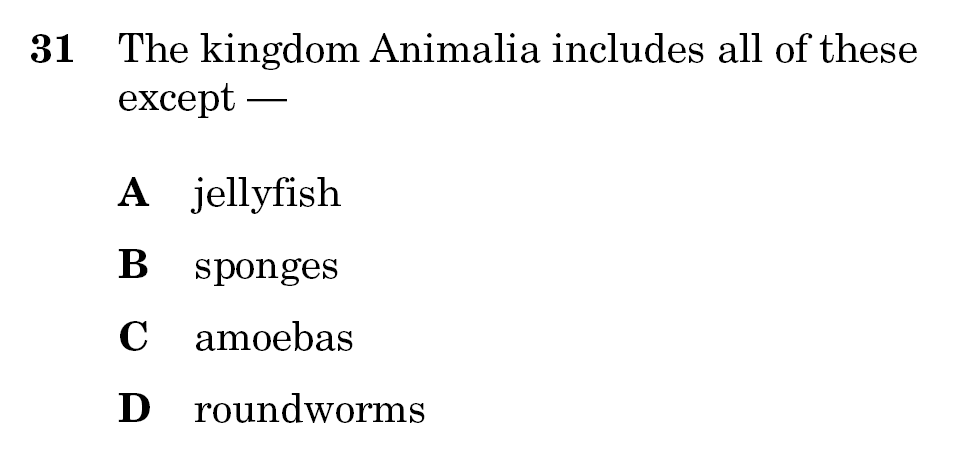 31 The kingdom Animalia includes all of these
except —
A jellyfish
B sponges
C amoebas
D roundworms